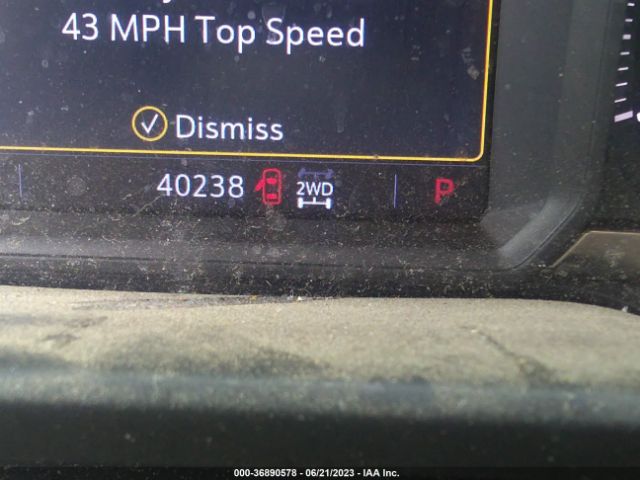 43 MPH Top Speed
Dismiss
40238 2WD P
000-36890578 - 06/21/2023 - IAA Inc.